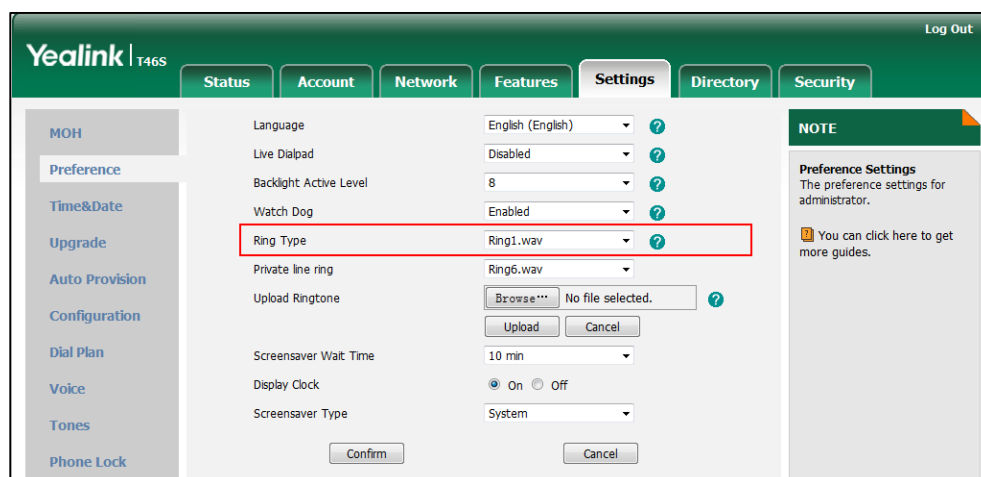 Log Out
Yealink | T46S
Status Account Network Features Settings Directory Security
MOH
Preference
Time&Date
Upgrade
Auto Provision
Configuration
Dial Plan
Voice
Tones
Phone Lock
Language English (English) ?
Live Dialpad Disabled ?
Backlight Active Level 8 ?
Watch Dog Enabled ?
Ring Type Ring1.wav ?
Private line ring Ring6.wav
Upload Ringtone Browse… No file selected. ?
Upload Cancel
Screensaver Wait Time 10 min
Display Clock On Off
Screensaver Type System
Confirm Cancel
NOTE
Preference Settings
The preference settings for
administrator.
? You can click here to get
more guides.